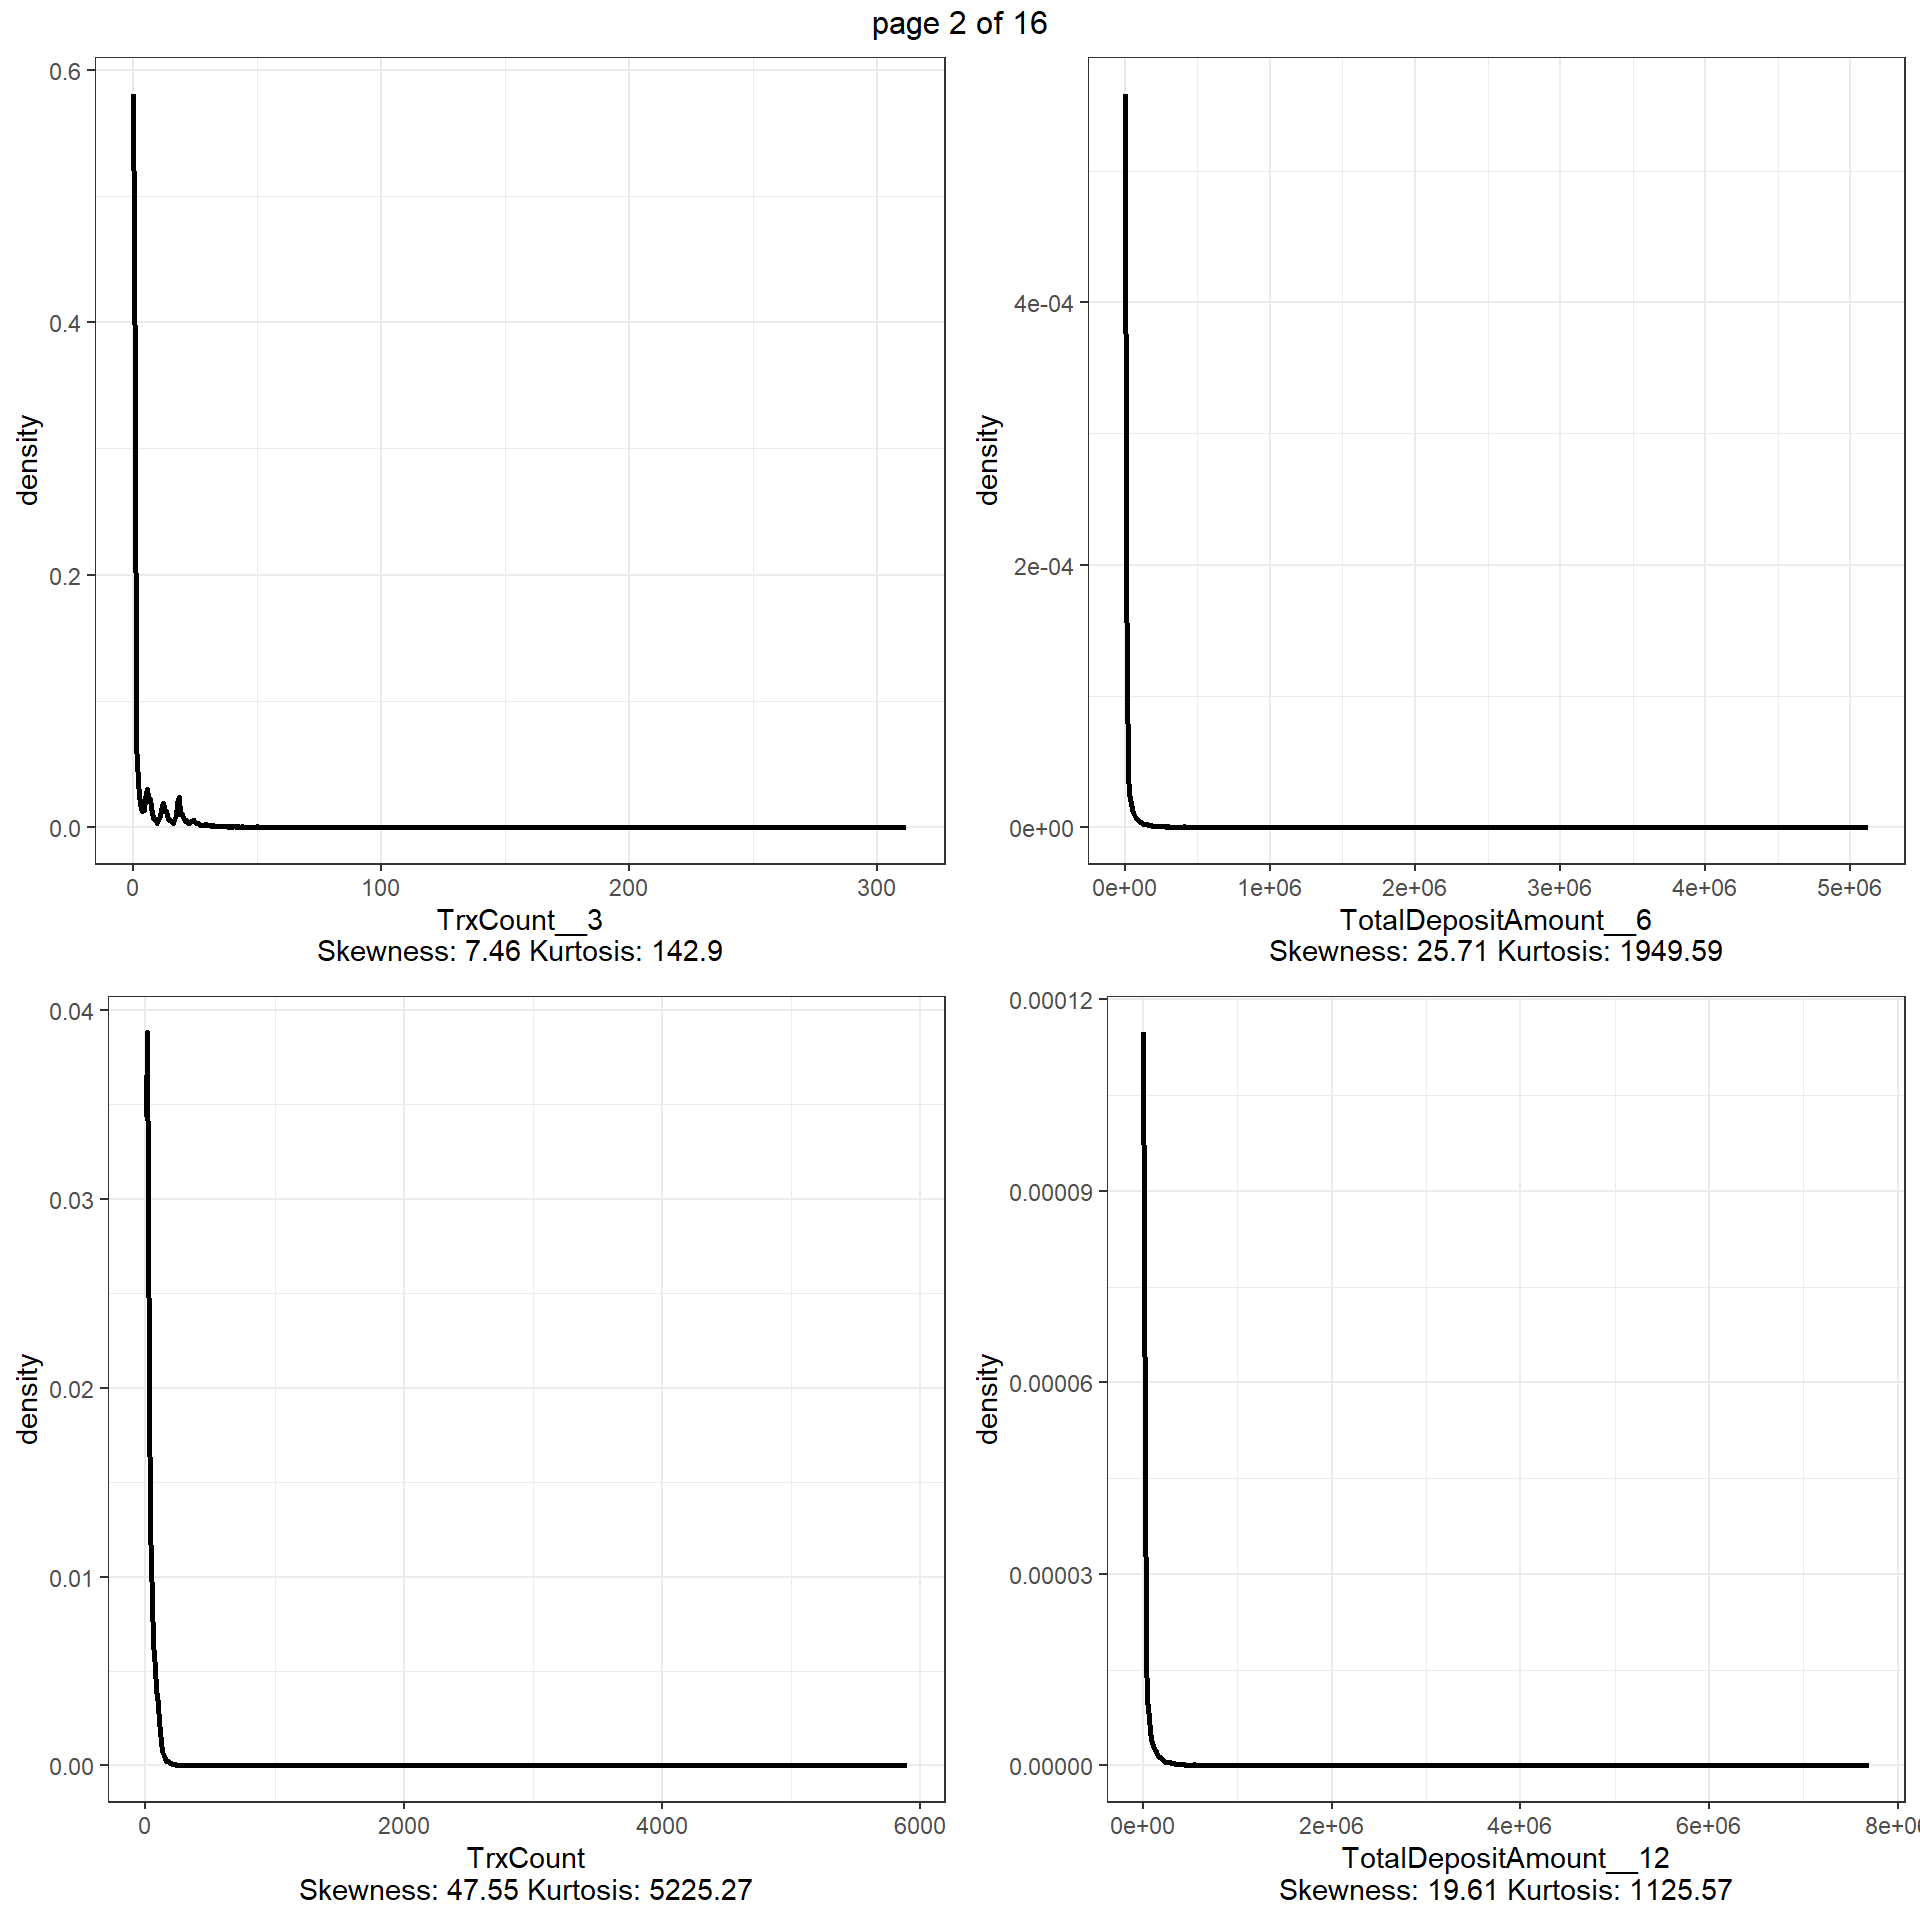 page 2 of 16
density
0.6
0.4
0.2
0.0
0 100 200 300
TrxCount__3
Skewness: 7.46 Kurtosis: 142.9
density
4e-04
2e-04
0e+00
0e+00 1e+06 2e+06 3e+06 4e+06 5e+06
TotalDepositAmount__6
Skewness: 25.71 Kurtosis: 1949.59
density
0.04
0.03
0.02
0.01
0.00
0 2000 4000 6000
TrxCount
Skewness: 47.55 Kurtosis: 5225.27
density
0.00012
0.00009
0.00006
0.00003
0.00000
0e+00 2e+06 4e+06 6e+06
TotalDepositAmount__12
Skewness: 19.61 Kurtosis: 1125.57